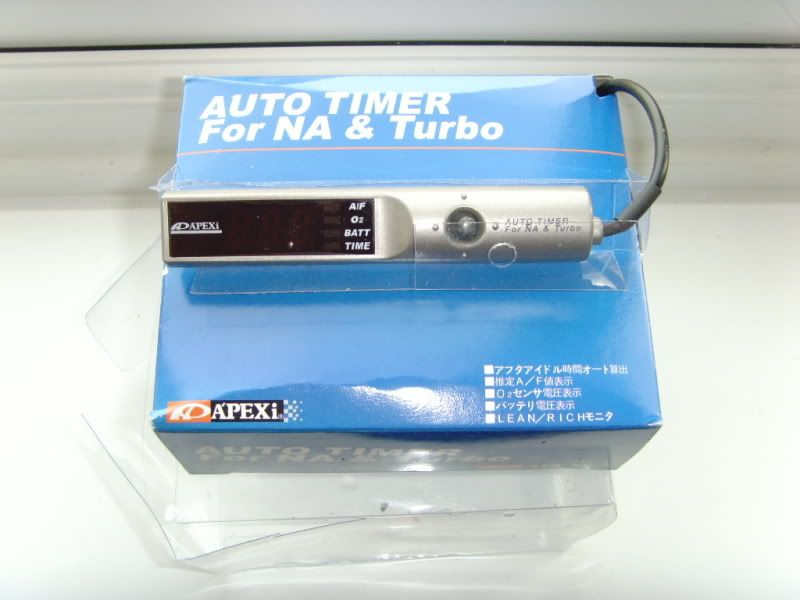 AUTO TIMER
For NA & Turbo
APEXi
A/F
O2
BATT
TIME
AUTO TIMER
For NA & Turbo
■アフタアイドル時間オート算出
■推定A/F値表示
■O2センサ電圧表示
■バッテリ電圧表示
■LEAN/RICHモニタ
A'PEXi
AUTO TIMER
For NA & Turbo